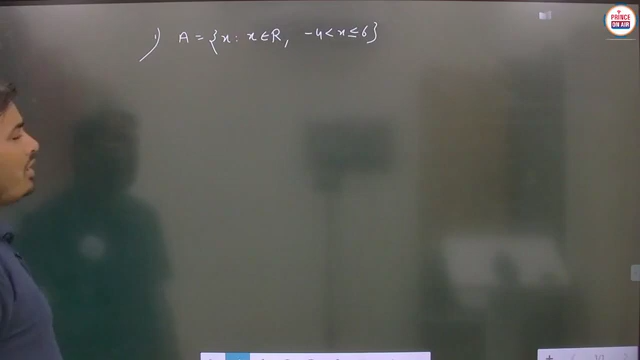 1) A = {x : x ∈ R, -4 < x ≤ 6}
PRINCE
ON AIR